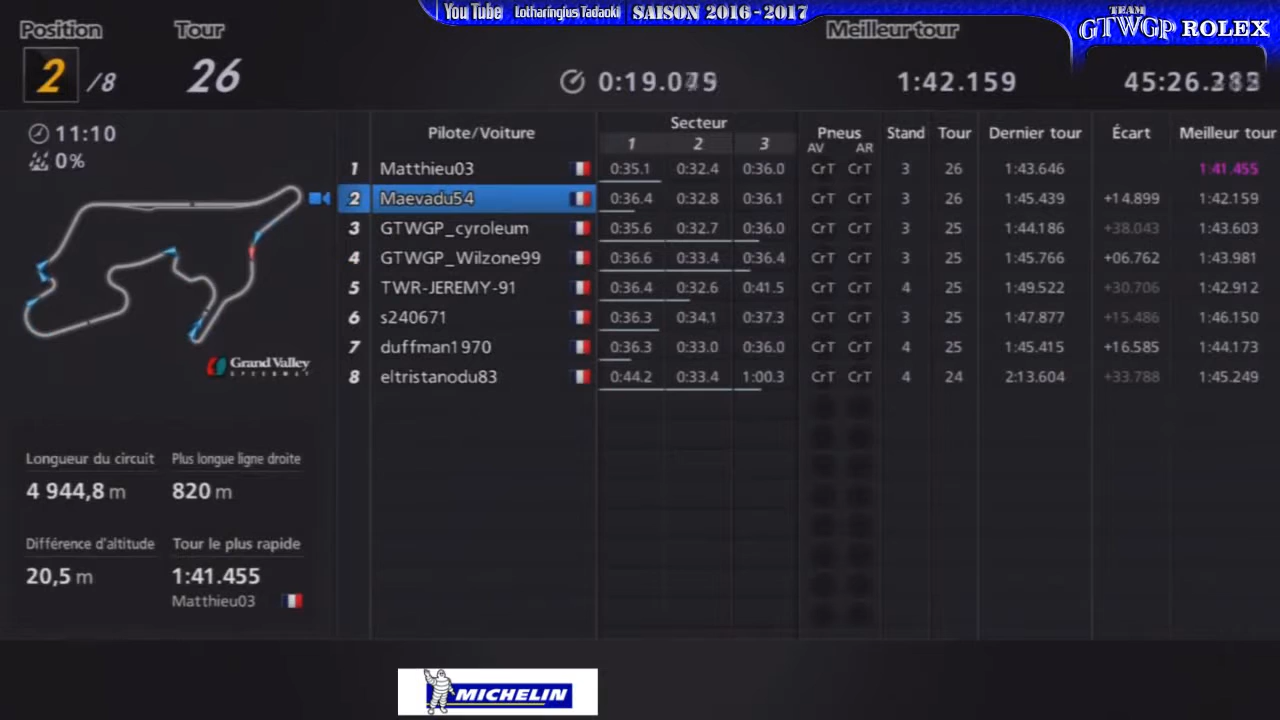 You Tube Lotharingius Tadaoki SAISON 2016 - 2017
TEAM
GTWGP ROLEX
Position Tour Meilleur tour
2 /8 26 1:42.159
11:10
0%
Pilote/Voiture Secteur Pneus Stand Tour Dernier tour Écart Meilleur tour
1 2 3 AV AR
1 Matthieu03 0:35.1 0:32.4 0:36.0 CrT CrT 3 26 1:43.646 1:41.455
2 Maevadu54 0:36.4 0:32.8 0:36.1 CrT CrT 3 26 1:45.439 +14.899 1:42.159
3 GTWGP_cyroleum 0:35.6 0:32.7 0:36.0 CrT CrT 3 25 1:44.186 +38.043 1:43.603
4 GTWGP_Wilzone99 0:36.6 0:33.4 0:36.4 CrT CrT 3 25 1:45.766 +06.762 1:43.981
5 TWR-JEREMY-91 0:36.4 0:32.6 0:41.5 CrT CrT 4 25 1:49.522 +30.706 1:42.912
6 s240671 0:36.3 0:34.1 0:37.3 CrT CrT 3 25 1:47.877 +15.486 1:46.150
7 duffman1970 0:36.3 0:33.0 0:36.0 CrT CrT 4 25 1:45.415 +16.585 1:44.173
8 eltristanodu83 0:44.2 0:33.4 1:00.3 CrT CrT 4 24 2:13.604 +33.788 1:45.249
Grand Valley
SPEEDWAY
Longueur du circuit Plus longue ligne droite
4 944,8 m 820 m
Différence d'altitude Tour le plus rapide
20,5 m 1:41.455
Matthieu03
MICHELIN